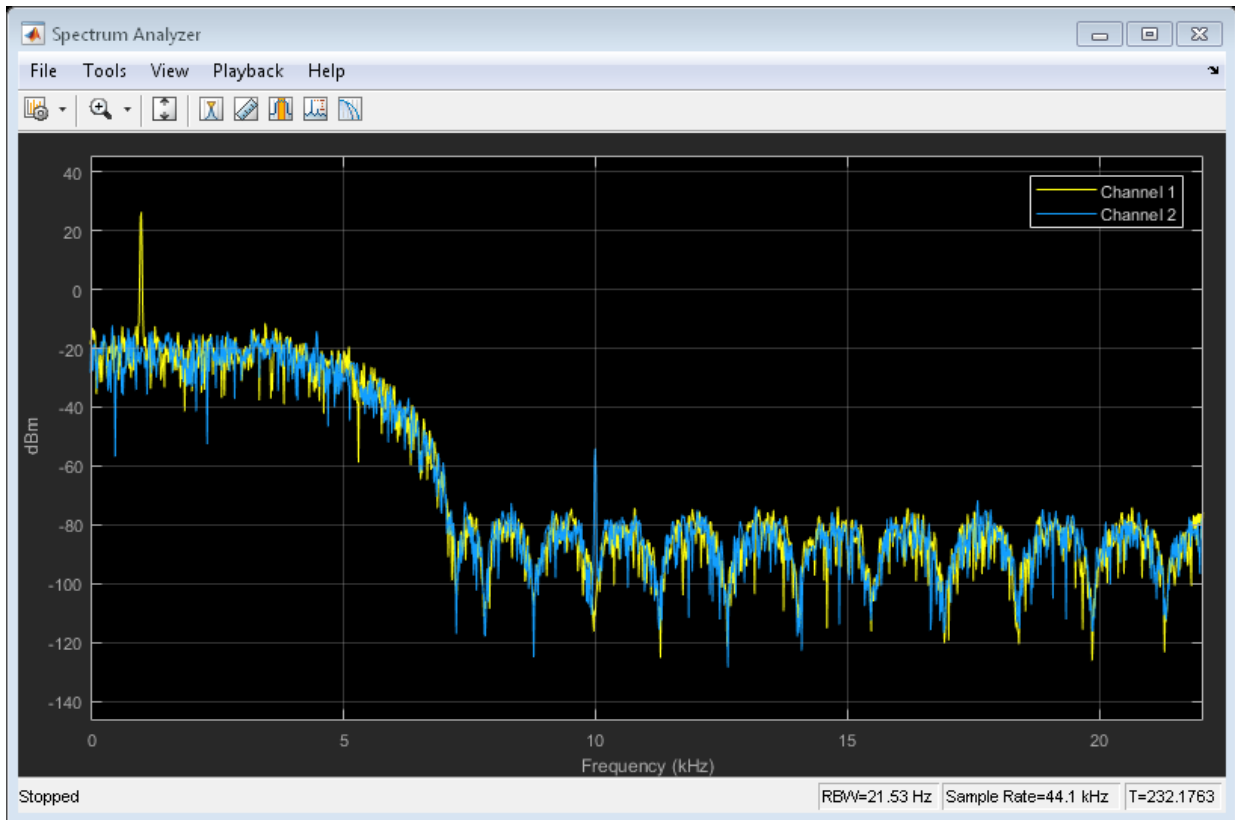 Spectrum Analyzer
File Tools View Playback Help
Channel 1
Channel 2
40
20
0
-20
-40
-60
-80
-100
-120
-140
dBm
0 5 10 15 20
Frequency (kHz)
Stopped RBW=21.53 Hz Sample Rate=44.1 kHz T=232.1763